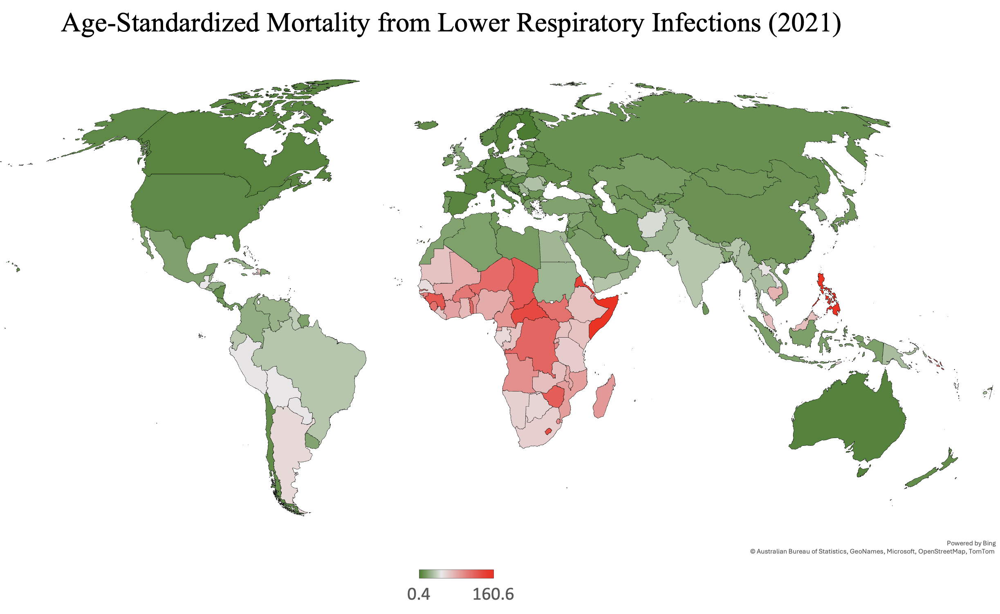 Age-Standardized Mortality from Lower Respiratory Infections (2021)
Powered by Bing
© Australian Bureau of Statistics, GeoNames, Microsoft, OpenStreetMap, TomTom
0.4 160.6